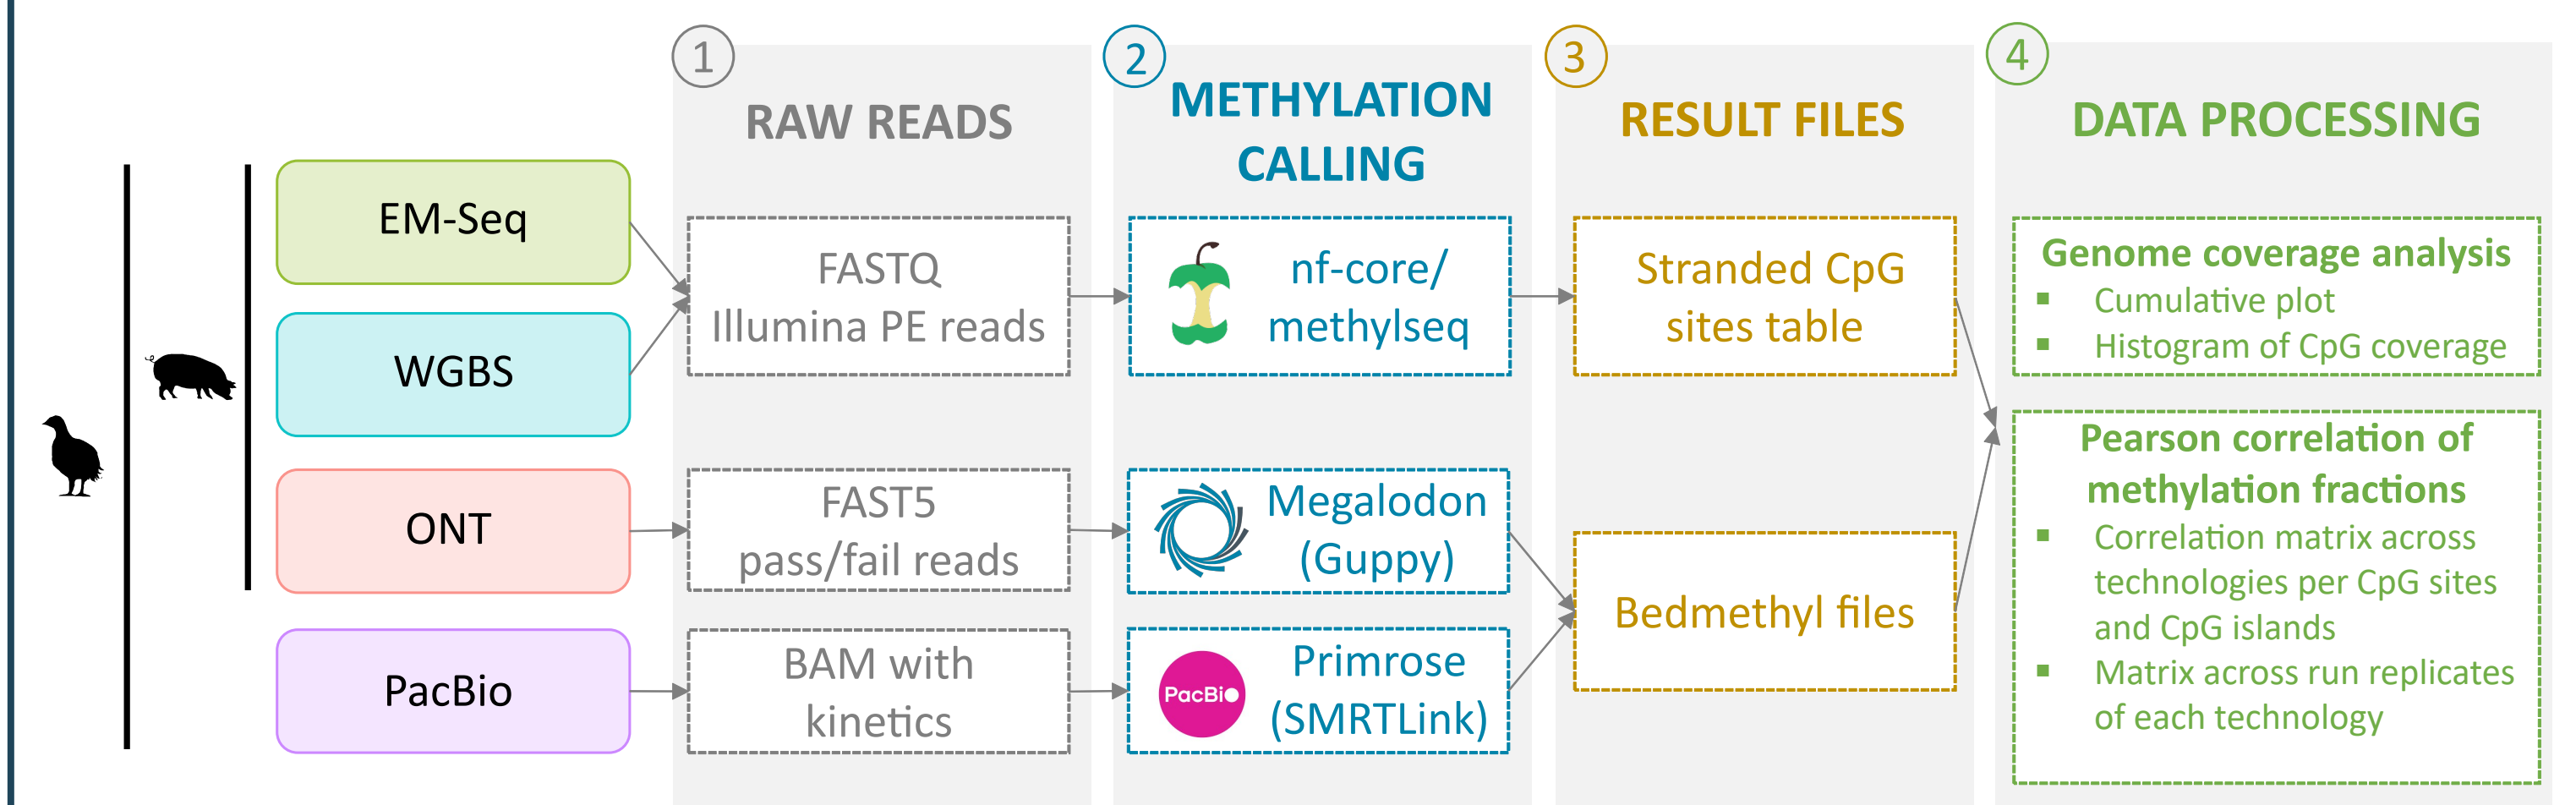 1
RAW READS
2
METHYLATION
CALLING
3
RESULT FILES
4
DATA PROCESSING
EM-Seq
WGBS
ONT
PacBio
FASTQ
Illumina PE reads
FAST5
pass/fail reads
BAM with
kinetics
nf-core/
methylseq
Megalodon
(Guppy)
PacBio
Primrose
(SMRTLink)
Stranded CpG
sites table
Bedmethyl files
Genome coverage analysis
▪ Cumulative plot
▪ Histogram of CpG coverage
Pearson correlation of
methylation fractions
▪ Correlation matrix across
technologies per CpG sites
and CpG islands
▪ Matrix across run replicates
of each technology